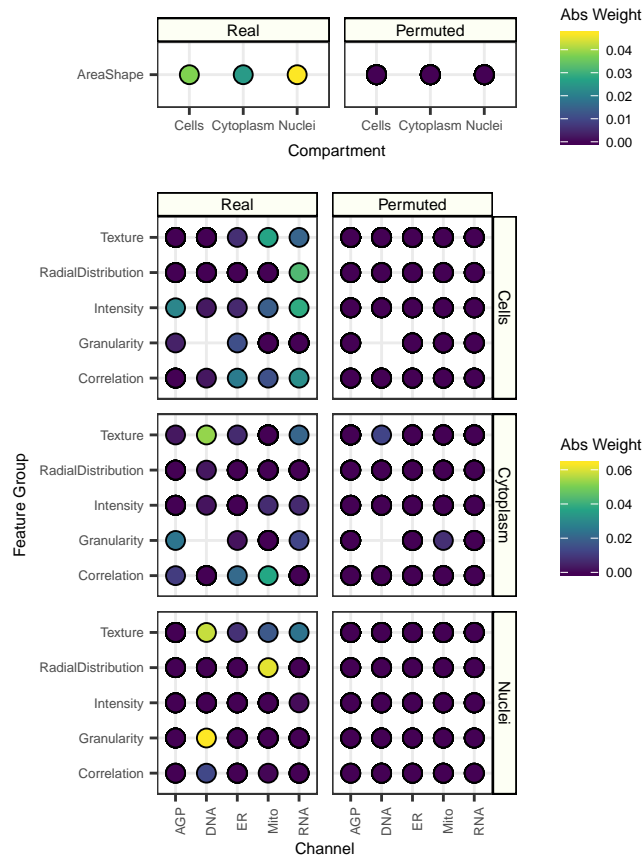 Real
Permuted
AreaShape
Cells Cytoplasm Nuclei
Cells Cytoplasm Nuclei
Compartment
Abs Weight
0.04
0.03
0.02
0.01
0.00
Real
Permuted
Feature Group
Texture
RadialDistribution
Intensity
Granularity
Correlation
Cells
Texture
RadialDistribution
Intensity
Granularity
Correlation
Cytoplasm
Texture
RadialDistribution
Intensity
Granularity
Correlation
Nuclei
AGP DNA ER Mito RNA
AGP DNA ER Mito RNA
Channel
Abs Weight
0.06
0.04
0.02
0.00